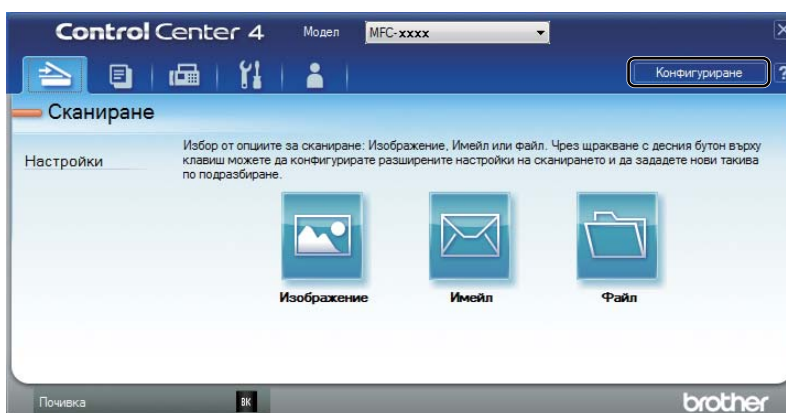 Control Center 4 Модел MFC-xxxx
Конфигуриране ?
Сканиране
Настройки
Избор от опциите за сканиране: Изображение, Имейл или файл. Чрез щракване с десния бутон върху
клавиш можете да конфигурирате разширените настройки на сканирането и да зададете нови такива
по подразбиране.
Изображение Имейл Файл
Почивка BK brother